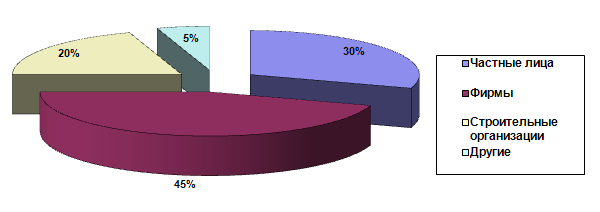 5%
20%
30%
45%
Частные лица
Фирмы
Строительные
организации
Другие